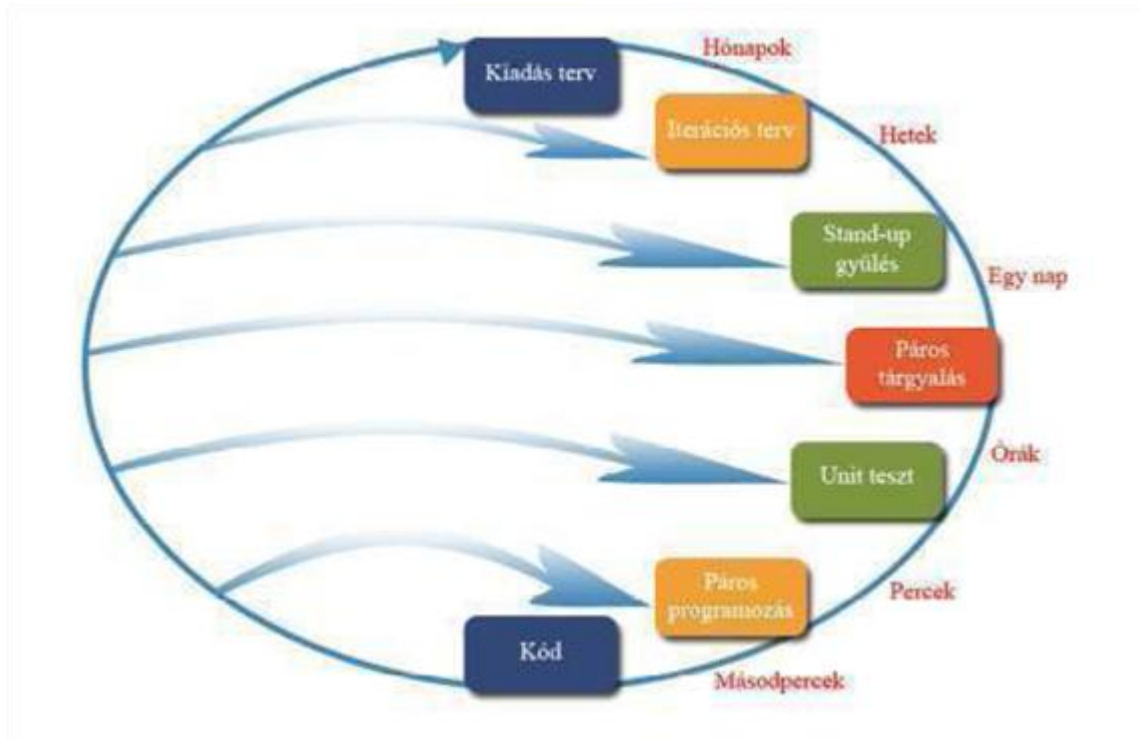 Hónapok
Kiadás terv
Iterációs terv
Hetek
Stand-up
gyülés
Egy nap
Páros
tárgyalás
Órák
Unit teszt
Páros
programozás
Percek
Kód
Másodpercek